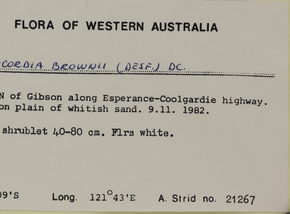 FLORA OF WESTERN AUSTRALIA
CORDIA BROWNII (DESF.) DC.
N of Gibson along Esperance-Coolgardie highway.
on plain of whitish sand. 9.11. 1982.
shrublet 40-80 cm. Flrs white.
09'S Long. 121°43'E A. Strid no. 21267